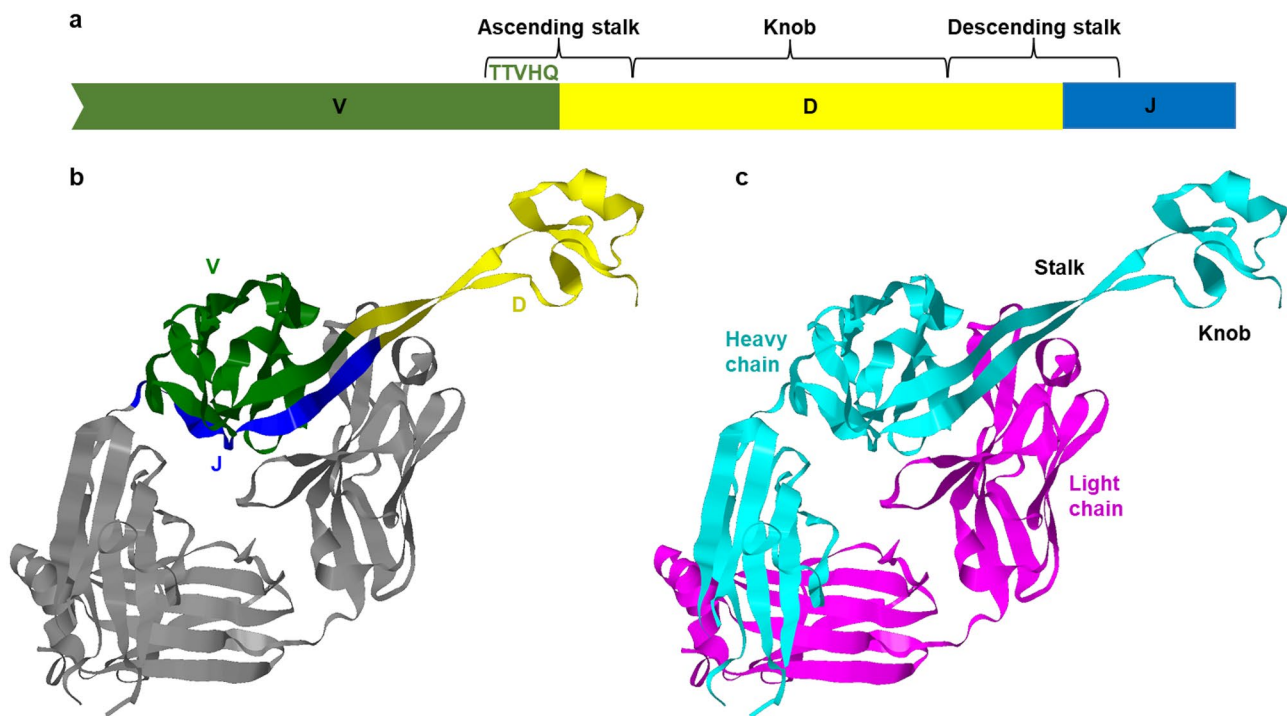 a
Ascending stalk
Knob
Descending stalk
TTVHQ
V
D
J
b
c
V
D
J
Stalk
Knob
Heavy
chain
Light
chain